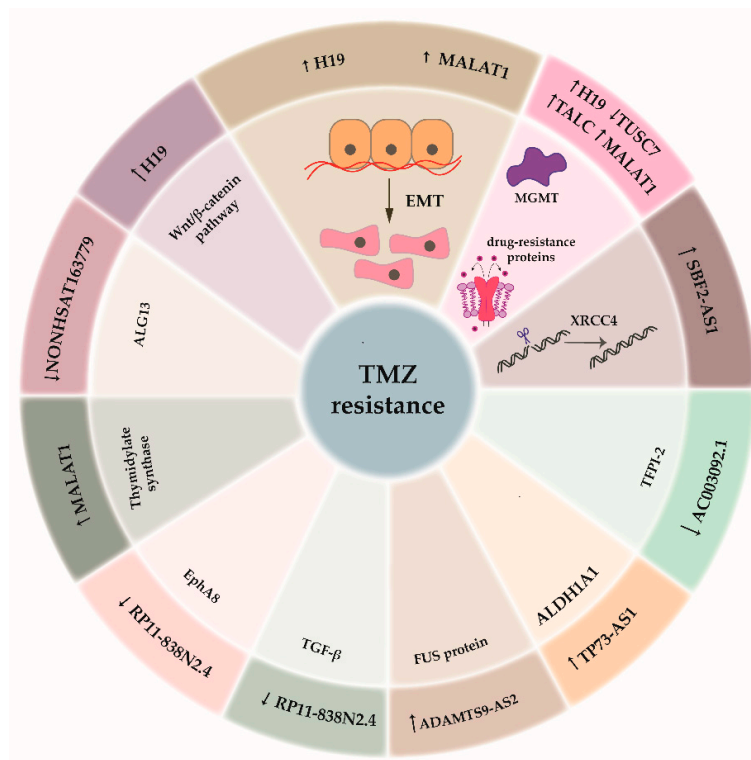 ↑ H19 ↑ MALAT1
↑H19 ↓TUSC7
↑TALC ↑MALAT1
↑ SBF2-AS1
↓ AC003092.1
↑ TP73-AS1
↑ ADAMTS9-AS2
↓ RP11-838N2.4
↓ RP11-838N2.4
↑ MALAT1
↓NONHSAT163779
↑H19
EMT
MGMT
drug-resistance
proteins
XRCC4
TFPI-2
ALDH1A1
FUS protein
TGF-β
EphA8
Thymidylate
synthase
ALG13
Wnt/β-catenin
pathway
TMZ
resistance